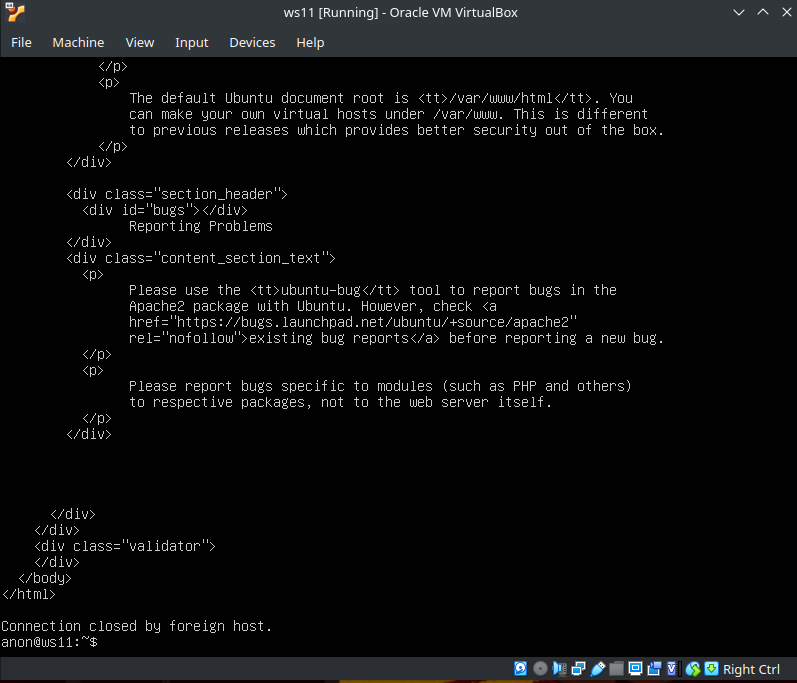 ws11 [Running] - Oracle VM VirtualBox
File Machine View Input Devices Help
</p>
<p>
The default Ubuntu document root is <tt>/var/www/html</tt>. You
can make your own virtual hosts under /var/www. This is different
to previous releases which provides better security out of the box.
</p>
</div>
<div class="section_header">
<div id="bugs"></div>
Reporting Problems
</div>
<div class="content_section_text">
<p>
Please use the <tt>ubuntu-bug</tt> tool to report bugs in the
Apache2 package with Ubuntu. However, check <a
href="https://bugs.launchpad.net/ubuntu/+source/apache2"
rel="nofollow">existing bug reports</a> before reporting a new bug.
</p>
<p>
Please report bugs specific to modules (such as PHP and others)
to respective packages, not to the web server itself.
</p>
</div>
</div>
</div>
<div class="validator">
</div>
</body>
</html>
Connection closed by foreign host.
anon@ws11:~$
Right Ctrl